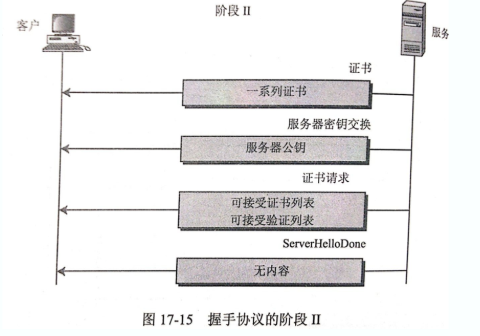 阶段 II
客户
服务
证书
一系列证书
服务器密钥交换
服务器公钥
证书请求
可接受证书列表
可接受验证列表
ServerHelloDone
无内容
图 17-15 握手协议的阶段 II